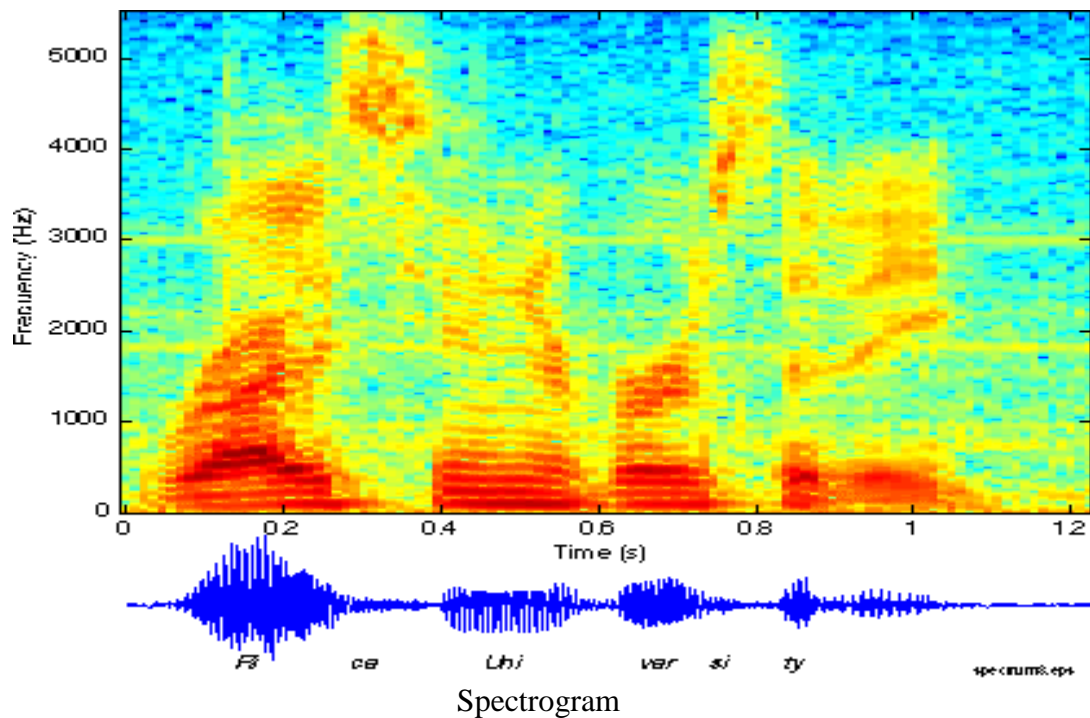 5000
4000
3000
2000
1000
0
Frequency (Hz)
0 0.2 0.4 0.6 0.8 1 1.2
Time (s)
Ri ce Uni ver si ty
spectrum8.eps
Spectrogram